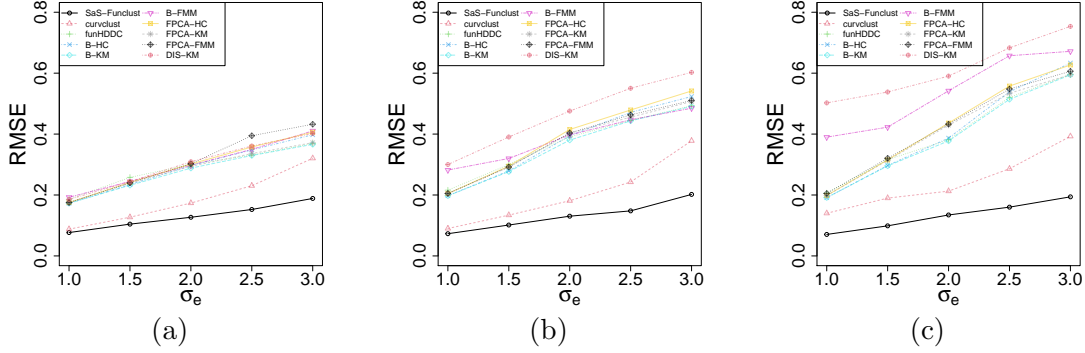 SaS-Funclust
curvclust
funHDDC
B-HC
B-KM
B-FMM
FPCA-HC
FPCA-KM
FPCA-FMM
DIS-KM
RMSE
0.0
0.2
0.4
0.6
0.8
1.0 1.5 2.0 2.5 3.0
σe
(a)
SaS-Funclust
curvclust
funHDDC
B-HC
B-KM
B-FMM
FPCA-HC
FPCA-KM
FPCA-FMM
DIS-KM
RMSE
0.0
0.2
0.4
0.6
0.8
1.0 1.5 2.0 2.5 3.0
σe
(b)
SaS-Funclust
curvclust
funHDDC
B-HC
B-KM
B-FMM
FPCA-HC
FPCA-KM
FPCA-FMM
DIS-KM
RMSE
0.0
0.2
0.4
0.6
0.8
1.0 1.5 2.0 2.5 3.0
σe
(c)